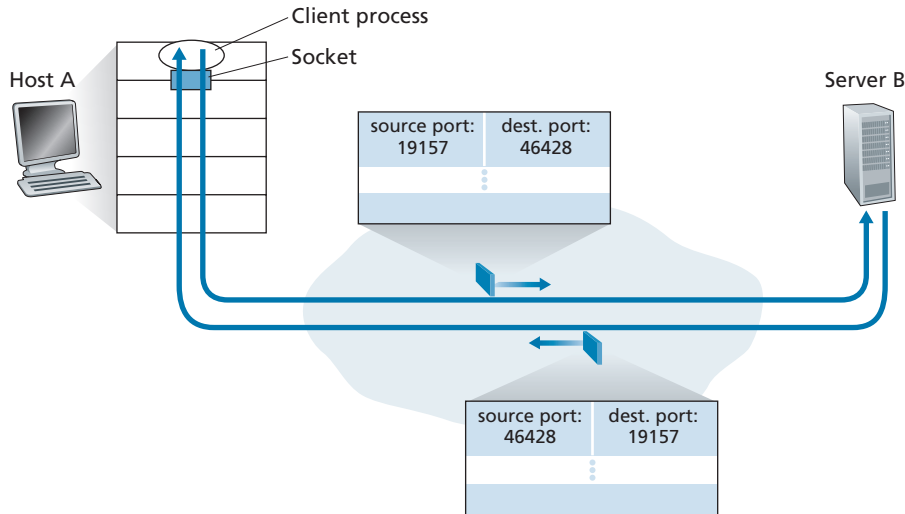 Client process
Socket
Host A
Server B
source port:
19157
dest. port:
46428
source port:
46428
dest. port:
19157